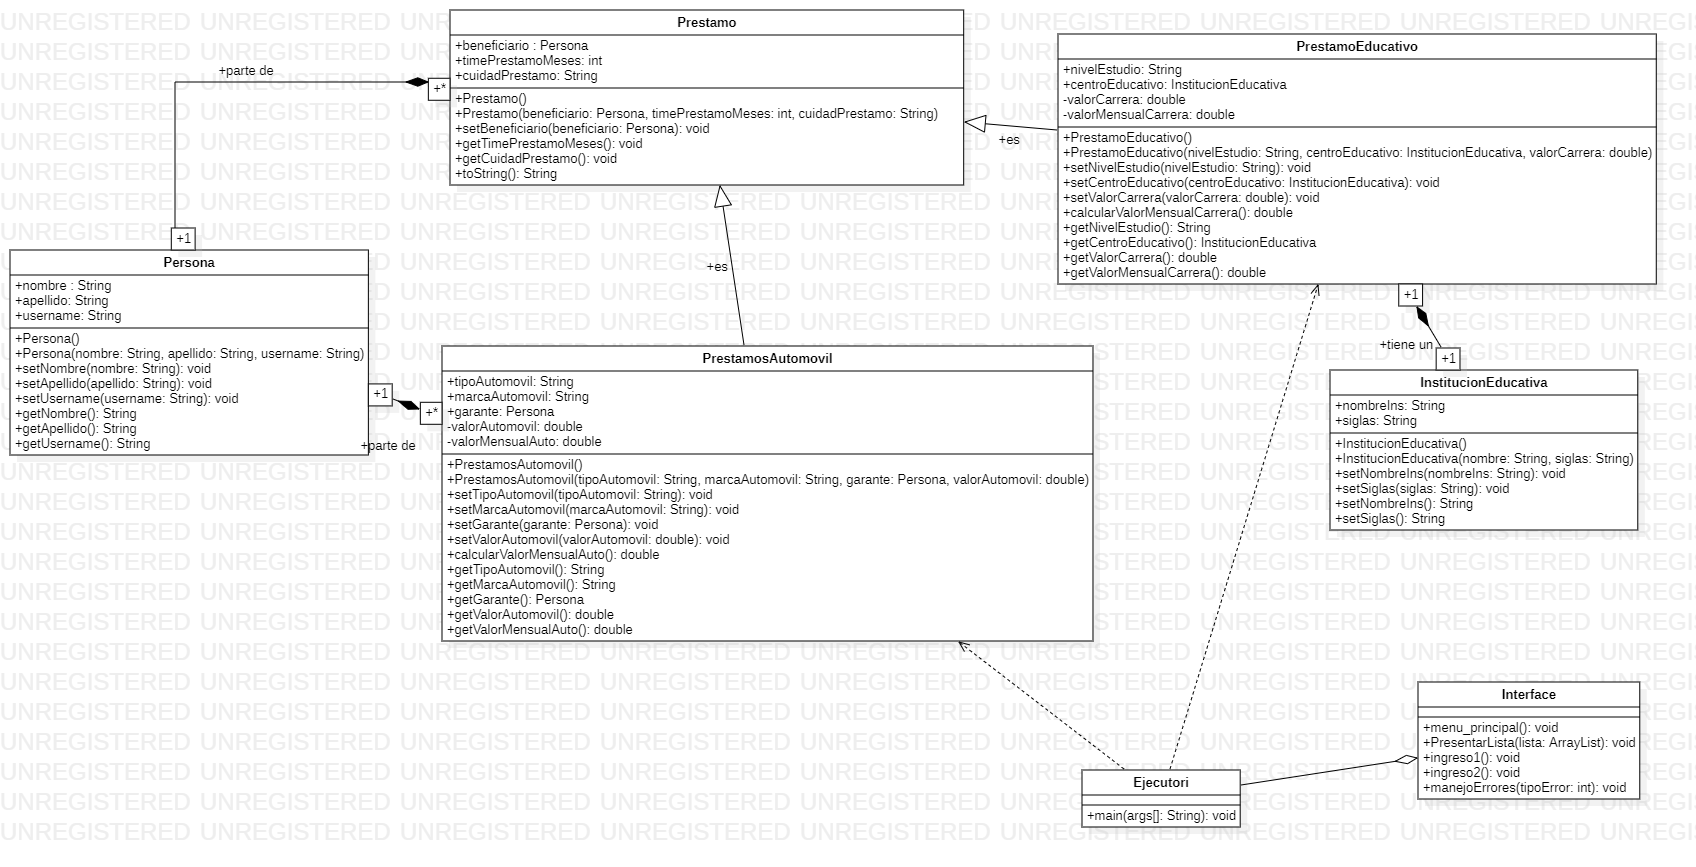 Prestamo
+beneficiario : Persona
+timePrestamoMeses: int
+cuidadPrestamo: String
+Prestamo()
+Prestamo(beneficiario: Persona, timePrestamoMeses: int, cuidadPrestamo: String)
+setBeneficiario(beneficiario: Persona): void
+getTimePrestamoMeses(): void
+getCuidadPrestamo(): void
+toString(): String
+parte de
+*
+1
PrestamoEducativo
+nivelEstudio: String
+centroEducativo: InstitucionEducativa
-valorCarrera: double
-valorMensualCarrera: double
+PrestamoEducativo()
+PrestamoEducativo(nivelEstudio: String, centroEducativo: InstitucionEducativa, valorCarrera: double)
+setNivelEstudio(nivelEstudio: String): void
+setCentroEducativo(centroEducativo: InstitucionEducativa): void
+setValorCarrera(valorCarrera: double): void
+calcularValorMensualCarrera(): double
+getNivelEstudio(): String
+getCentroEducativo(): InstitucionEducativa
+getValorCarrera(): double
+getValorMensualCarrera(): double
+es
+es
Persona
+nombre : String
+apellido: String
+username: String
+Persona()
+Persona(nombre: String, apellido: String, username: String)
+setNombre(nombre: String): void
+setApellido(apellido: String): void
+setUsername(username: String): void
+getNombre(): String
+getApellido(): String
+getUsername(): String
+1
+*
+parte de
PrestamosAutomovil
+tipoAutomovil: String
+marcaAutomovil: String
+garante: Persona
-valorAutomovil: double
-valorMensualAuto: double
+PrestamosAutomovil()
+PrestamosAutomovil(tipoAutomovil: String, marcaAutomovil: String, garante: Persona, valorAutomovil: double)
+setTipoAutomovil(tipoAutomovil: String): void
+setMarcaAutomovil(marcaAutomovil: String): void
+setGarante(garante: Persona): void
+setValorAutomovil(valorAutomovil: double): void
+calcularValorMensualAuto(): double
+getTipoAutomovil(): String
+getMarcaAutomovil(): String
+getGarante(): Persona
+getValorAutomovil(): double
+getValorMensualAuto(): double
+1
+tiene un
+1
InstitucionEducativa
+nombreIns: String
+siglas: String
+InstitucionEducativa()
+InstitucionEducativa(nombre: String, siglas: String)
+setNombreIns(nombreIns: String): void
+setSiglas(siglas: String): void
+setNombreIns(): String
+setSiglas(): String
Interface
+menu_principal(): void
+PresentarLista(lista: ArrayList): void
+ingreso1(): void
+ingreso2(): void
+manejoErrores(tipoError: int): void
Ejecutori
+main(args[]: String): void
UNREGISTERED